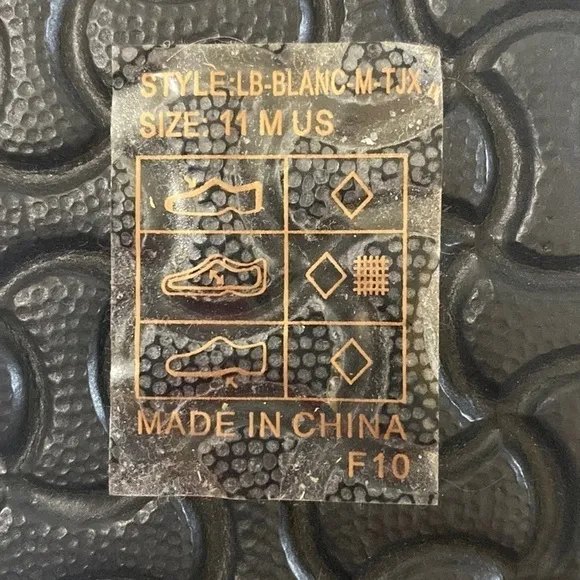 STYLE:LB-BLANC-M-TJX
SIZE: 11 M US
MADE IN CHINA
F10